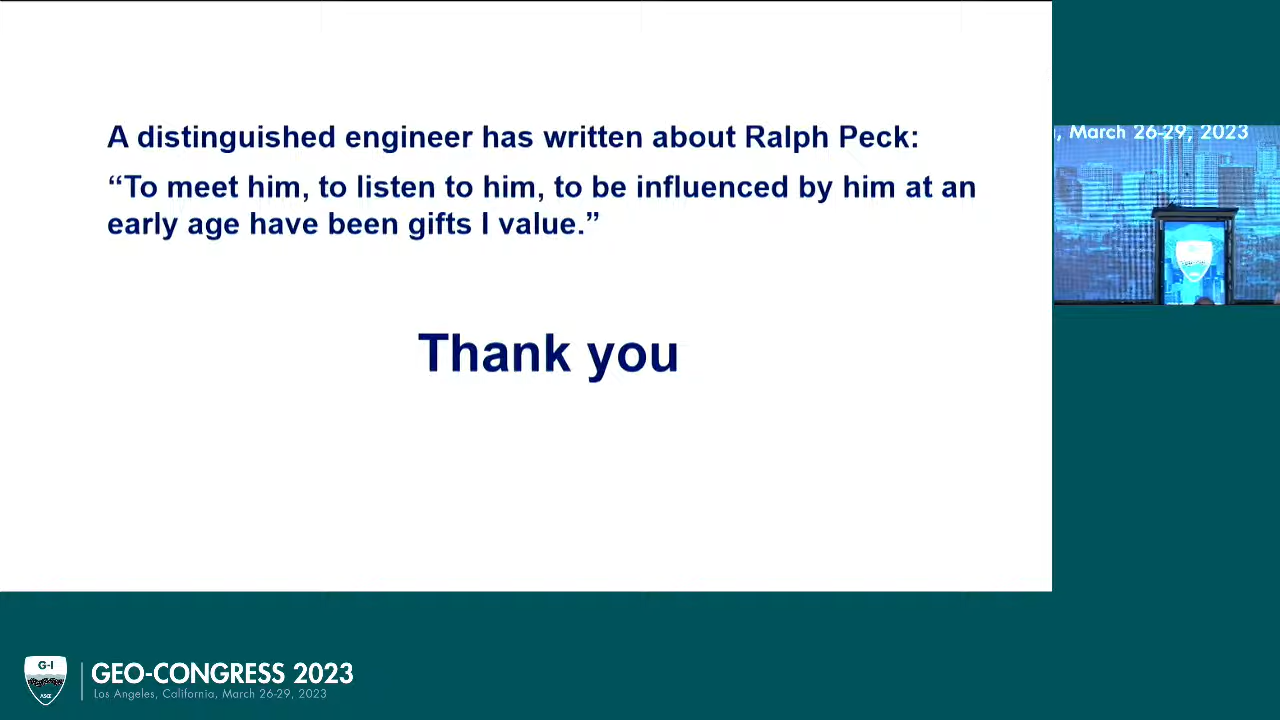 A distinguished engineer has written about Ralph Peck:
“To meet him, to listen to him, to be influenced by him at an
early age have been gifts I value.”
Thank you
, March 26-29, 2023
G-I
ASCE
GEO-CONGRESS 2023
Los Angeles, California, March 26-29, 2023